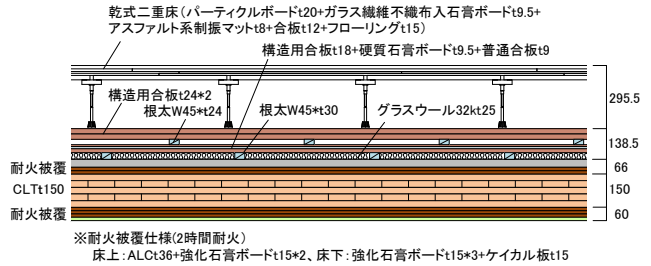 乾式二重床（パーティクルボードt20+ガラス繊維不織布入石膏ボードt9.5+
アスファルト系制振マットt8+合板t12+フローリングt15）
構造用合板t18+硬質石膏ボードt9.5+普通合板t9
295.5
構造用合板t24*2
根太W45*t24
根太W45*t30
グラスウール32kt25
138.5
耐火被覆
66
CLTt150
150
耐火被覆
60
※耐火被覆仕様(2時間耐火)
床上：ALCt36+強化石膏ボードt15*2、床下：強化石膏ボードt15*3+ケイカル板t15